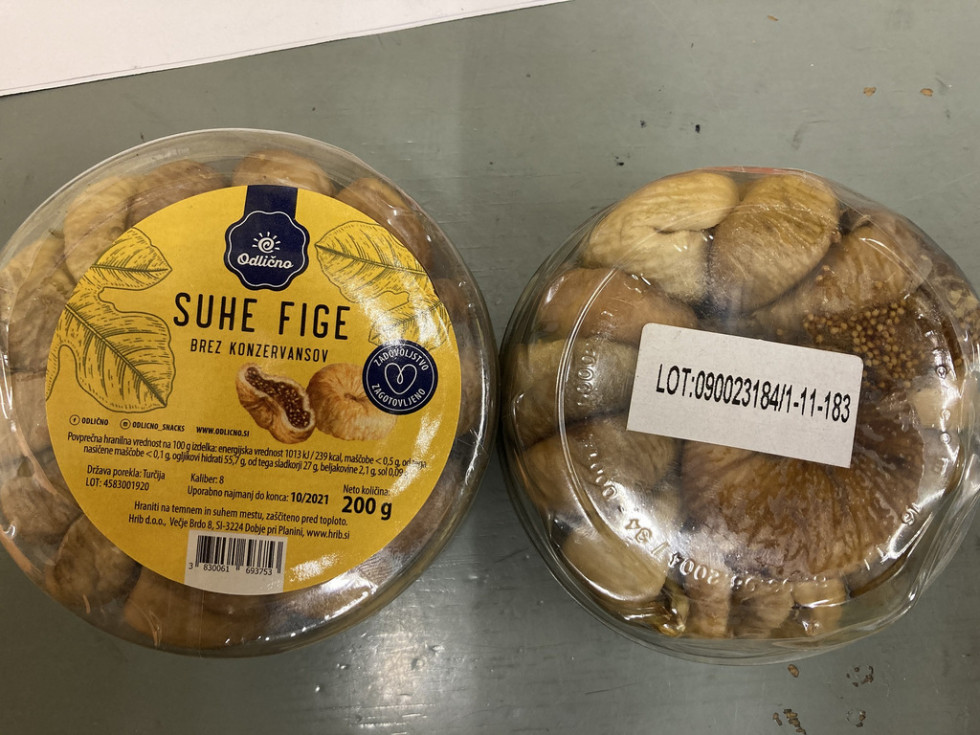 Odlično
SUHE FIGE
BREZ KONZERVANSOV
ZADOVOLJSTVO
ZAGOTOVLJENO
ODLIČNO ODLICNO_SNACKS WWW.ODLICNO.SI
Povprečna hranilna vrednost na 100 g izdelka: energijska vrednost 1013 kJ / 239 kcal, maščobe < 0,5 g, od tega
nasičene maščobe < 0,1 g, ogljikovi hidrati 55,7 g, od tega sladkorji 27 g, beljakovine 2,1 g, sol 0,09
Država porekla: Turčija
LOT: 4583001920
Kaliber: 8
Uporabno najmanj do konca: 10/2021
Neto količina:
200 g
Hraniti na temnem in suhem mestu, zaščiteno pred toploto.
Hrib d.o.o., Večje Brdo 8, SI-3224 Dobje pri Planini, www.hrib.si
3 830061 693753
LOT:090023184/1-11-183